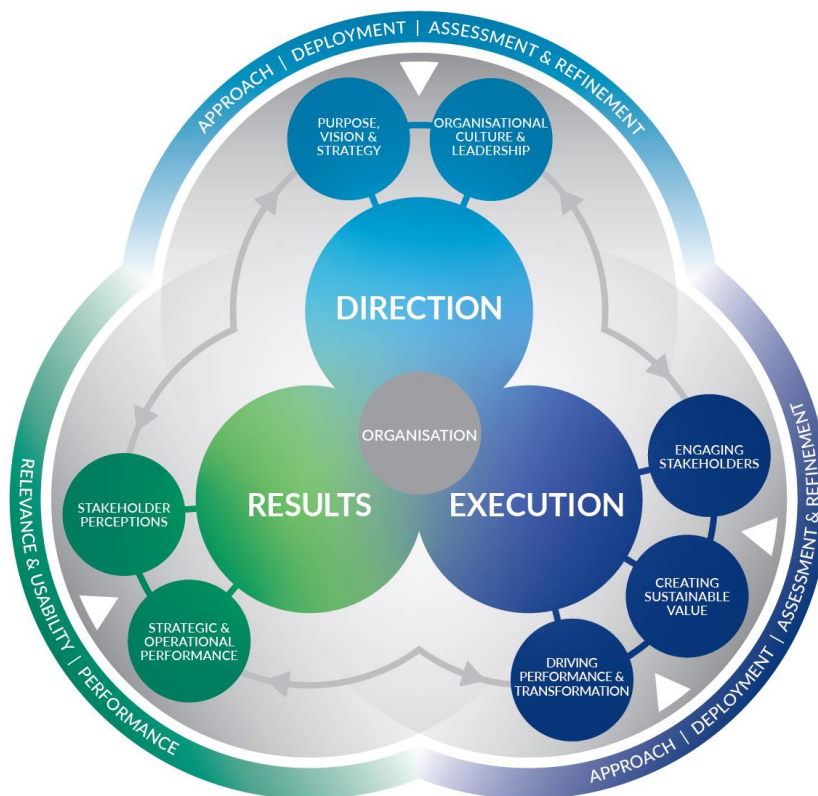 APPROACH | DEPLOYMENT | ASSESSMENT & REFINEMENT
PURPOSE,
VISION &
STRATEGY
ORGANISATIONAL
CULTURE &
LEADERSHIP
DIRECTION
ORGANISATION
RESULTS
EXECUTION
STAKEHOLDER
PERCEPTIONS
STRATEGIC &
OPERATIONAL
PERFORMANCE
ENGAGING
STAKEHOLDERS
CREATING
SUSTAINABLE
VALUE
DRIVING
PERFORMANCE &
TRANSFORMATION
RELEVANCE & USABILITY | PERFORMANCE
APPROACH | DEPLOYMENT | ASSESSMENT & REFINEMENT